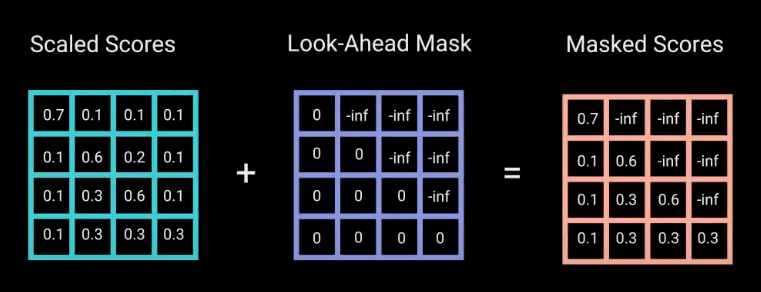 Scaled Scores Look-Ahead Mask Masked Scores
0.7 0.1 0.1 0.1 0 -inf -inf -inf 0.7 -inf -inf -inf
0.1 0.6 0.2 0.1 0 0 -inf -inf 0.1 0.6 -inf -inf
+ =
0.1 0.3 0.6 0.1 0 0 0 -inf 0.1 0.3 0.6 -inf
0.1 0.3 0.3 0.3 0 0 0 0 0.1 0.3 0.3 0.3